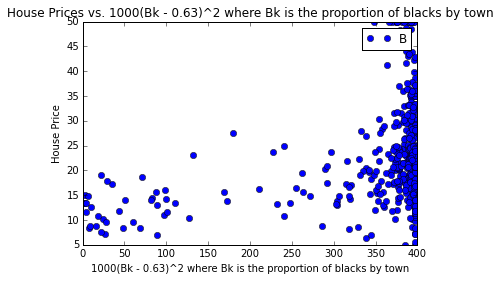 House Prices vs. 1000(Bk - 0.63)^2 where Bk is the proportion of blacks by town
50
45
40
35
30
25
20
15
10
5
House Price
B
0 50 100 150 200 250 300 350 400
1000(Bk - 0.63)^2 where Bk is the proportion of blacks by town